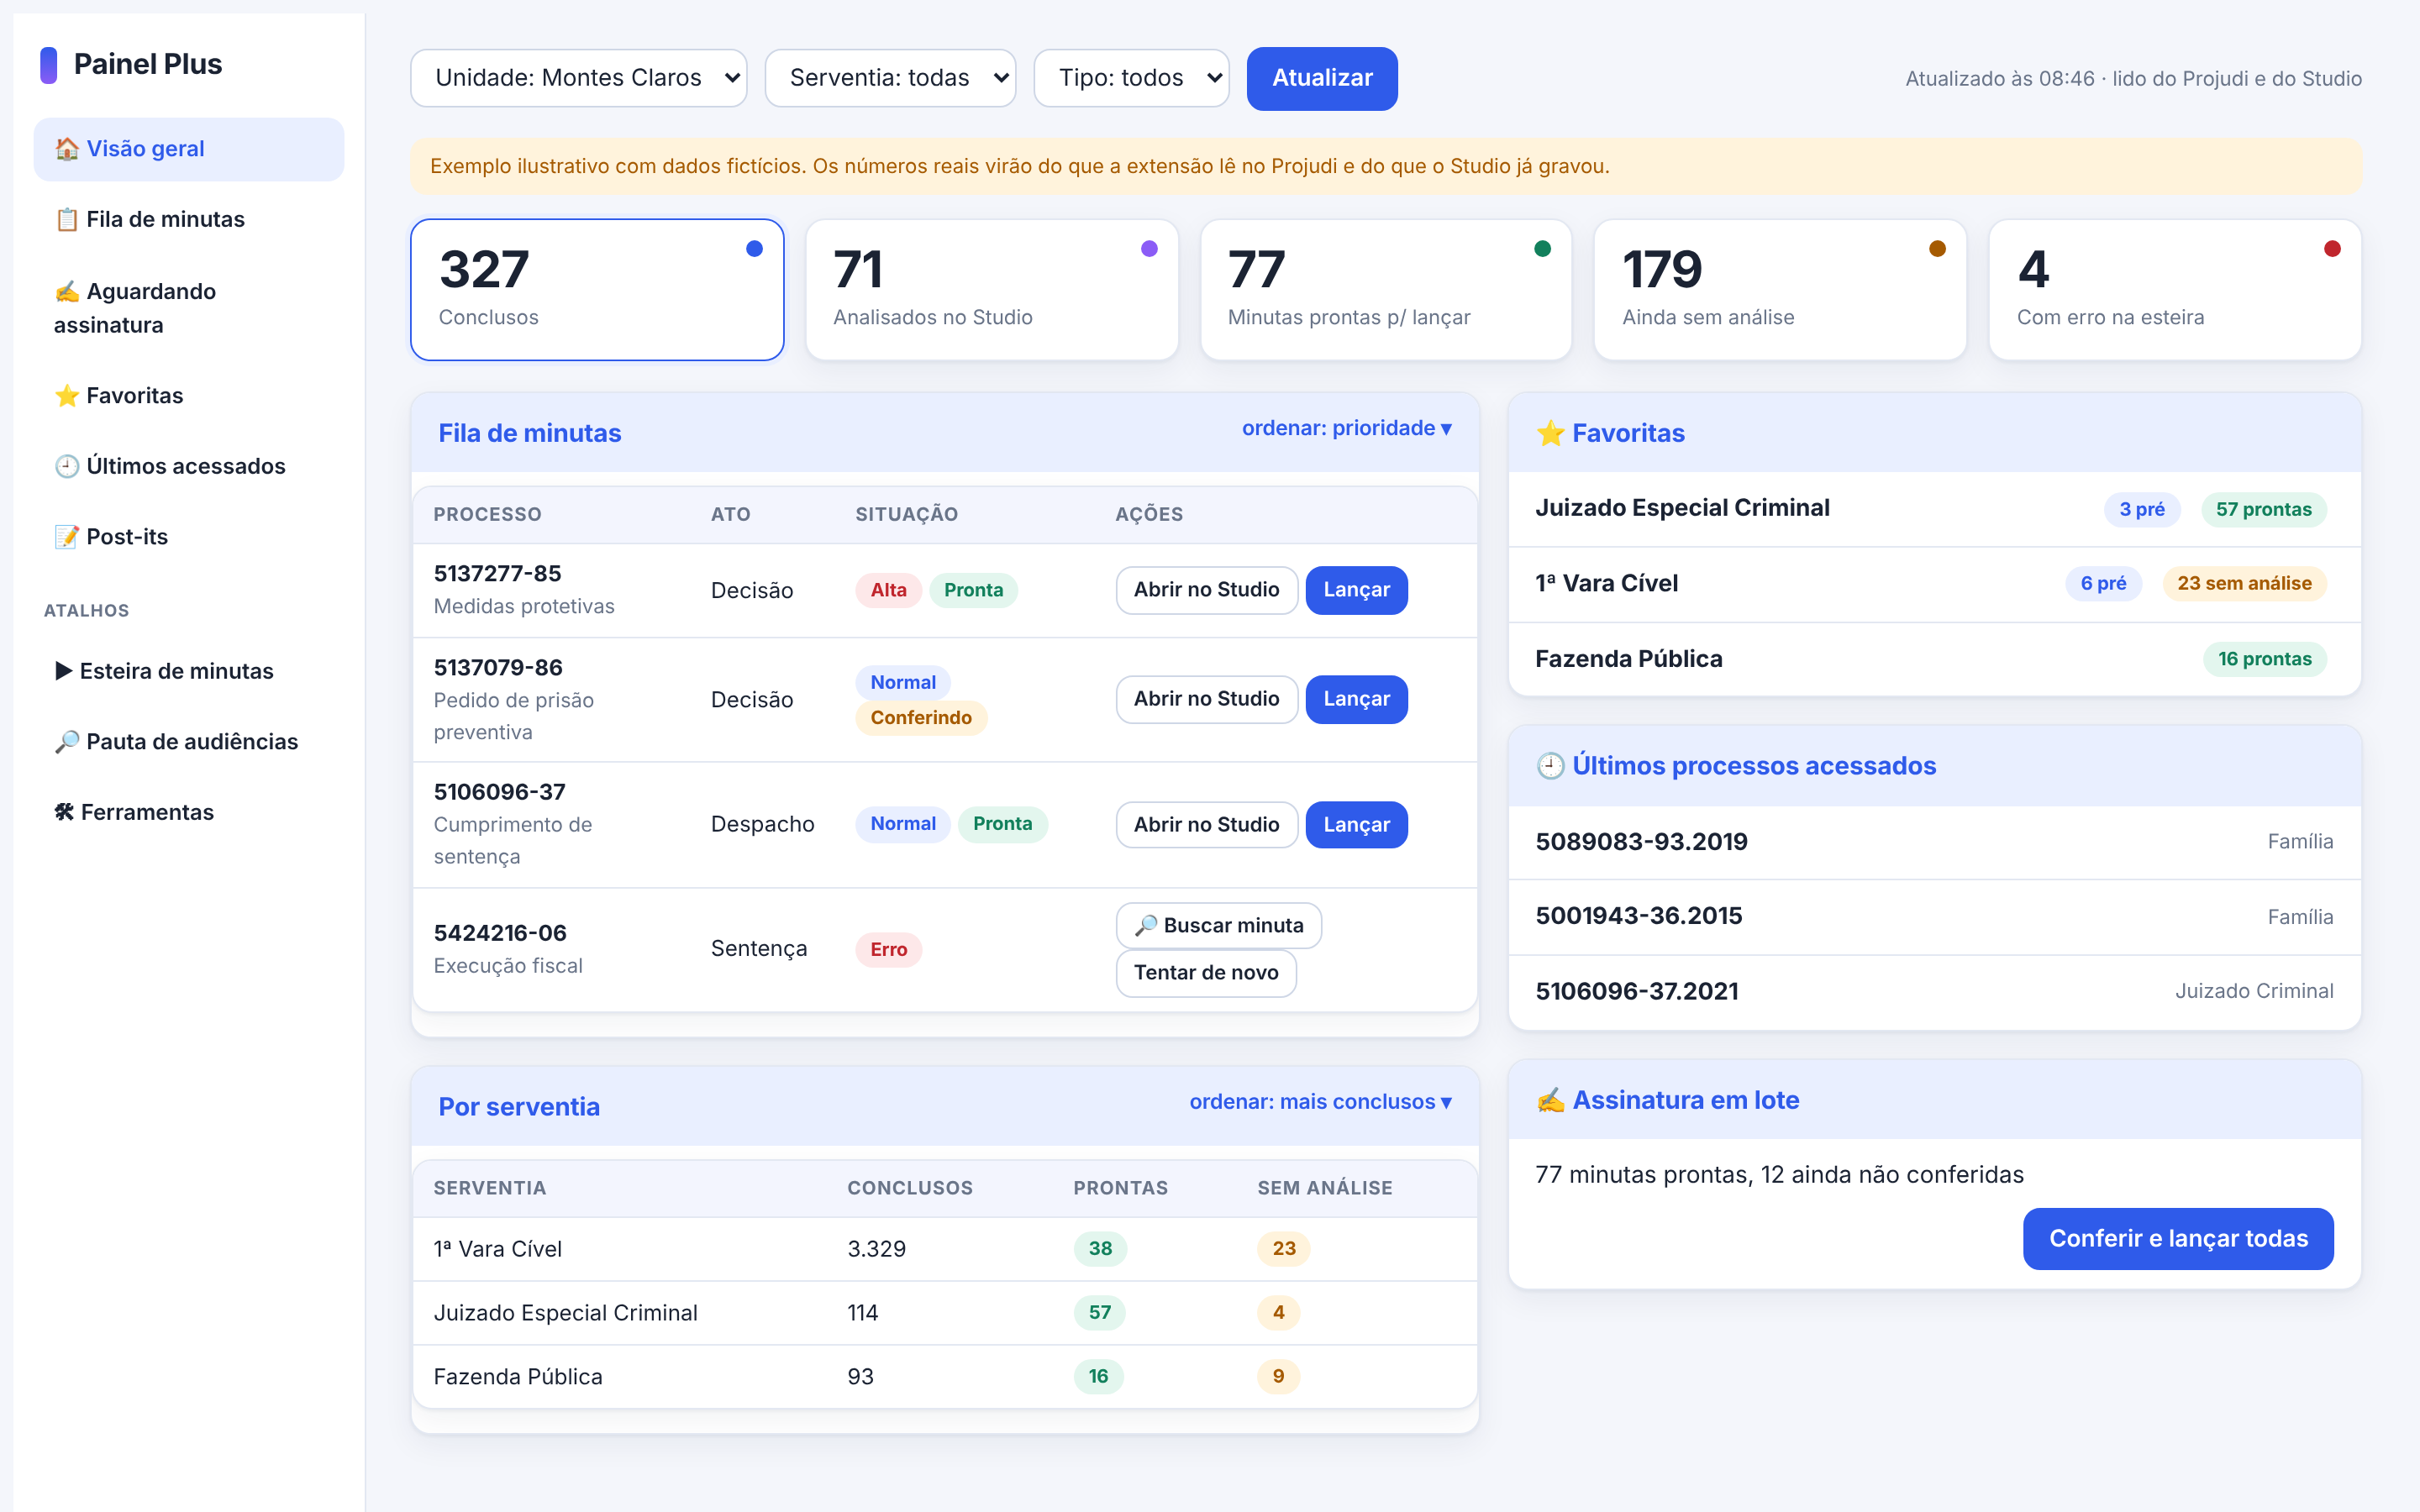 Painel Plus
🏠 Visão geral
📋 Fila de minutas
✍️ Aguardando
assinatura
⭐ Favoritas
🕘 Últimos acessados
📝 Post-its
ATALHOS
▶ Esteira de minutas
🔎 Pauta de audiências
🛠 Ferramentas
Unidade: Montes Claros
Serventia: todas
Tipo: todos
Atualizar
Atualizado às 08:46 · lido do Projudi e do Studio
Exemplo ilustrativo com dados fictícios. Os números reais virão do que a extensão lê no Projudi e do que o Studio já gravou.
327
Conclusos
71
Analisados no Studio
77
Minutas prontas p/ lançar
179
Ainda sem análise
4
Com erro na esteira
Fila de minutas
ordenar: prioridade ▾
PROCESSO ATO SITUAÇÃO AÇÕES
5137277-85
Medidas protetivas
Decisão
Alta Pronta
Abrir no Studio Lançar
5137079-86
Pedido de prisão
preventiva
Decisão
Normal
Conferindo
Abrir no Studio Lançar
5106096-37
Cumprimento de
sentença
Despacho
Normal Pronta
Abrir no Studio Lançar
5424216-06
Execução fiscal
Sentença
Erro
🔎 Buscar minuta
Tentar de novo
Por serventia
ordenar: mais conclusos ▾
SERVENTIA CONCLUSOS PRONTAS SEM ANÁLISE
1ª Vara Cível 3.329 38 23
Juizado Especial Criminal 114 57 4
Fazenda Pública 93 16 9
⭐ Favoritas
Juizado Especial Criminal 3 pré 57 prontas
1ª Vara Cível 6 pré 23 sem análise
Fazenda Pública 16 prontas
🕘 Últimos processos acessados
5089083-93.2019 Família
5001943-36.2015 Família
5106096-37.2021 Juizado Criminal
✍️ Assinatura em lote
77 minutas prontas, 12 ainda não conferidas
Conferir e lançar todas